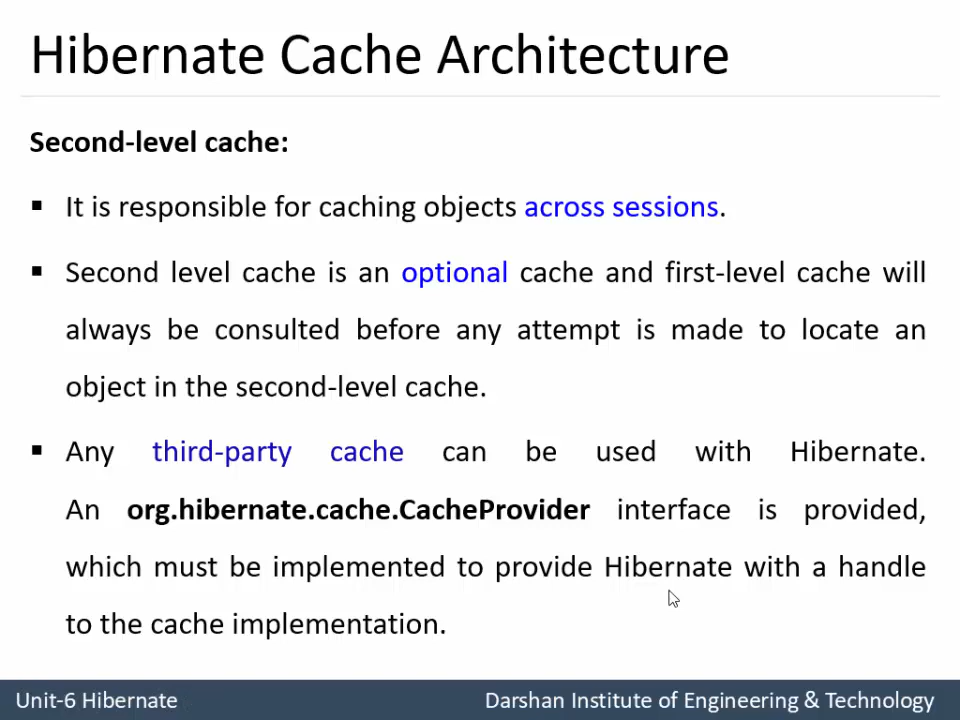 Hibernate Cache Architecture
Second-level cache:
▪ It is responsible for caching objects across sessions.
▪ Second level cache is an optional cache and first-level cache will
always be consulted before any attempt is made to locate an
object in the second-level cache.
▪ Any third-party cache can be used with Hibernate.
An org.hibernate.cache.CacheProvider interface is provided,
which must be implemented to provide Hibernate with a handle
to the cache implementation.
Unit-6 Hibernate
Darshan Institute of Engineering & Technology